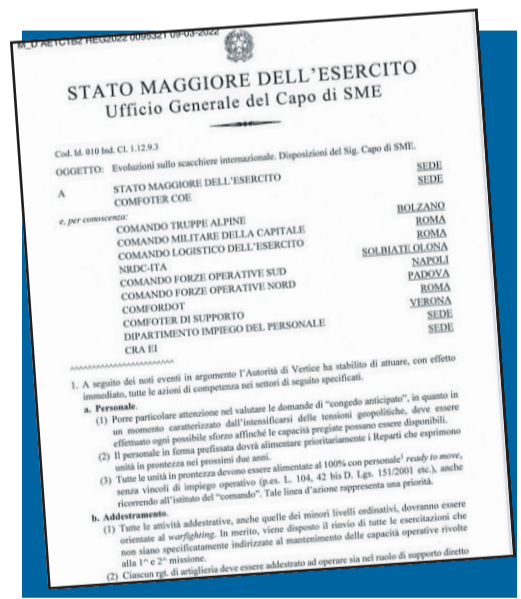 M_D AE1C1B2 REG2022 0095321 09-03-2022
STATO MAGGIORE DELL'ESERCITO
Ufficio Generale del Capo di SME
Cod. Id. 010 Ind. Cl. 1.12.9.3
OGGETTO: Evoluzioni sullo scacchiere internazionale. Disposizioni del Sig. Capo di SME.
A STATO MAGGIORE DELL'ESERCITO SEDE
COMFOTER COE SEDE
e, per conoscenza:
COMANDO TRUPPE ALPINE BOLZANO
COMANDO MILITARE DELLA CAPITALE ROMA
COMANDO LOGISTICO DELL'ESERCITO ROMA
NRDC-ITA SOLBIATE OLONA
COMANDO FORZE OPERATIVE SUD NAPOLI
COMANDO FORZE OPERATIVE NORD PADOVA
COMFORDOT ROMA
COMFOTER DI SUPPORTO VERONA
DIPARTIMENTO IMPIEGO DEL PERSONALE SEDE
CRA EI SEDE
^^^^^^^^^^^^^^^^^^^^^^^^
1. A seguito dei noti eventi in argomento l'Autorità di Vertice ha stabilito di attuare, con effetto
immediato, tutte le azioni di competenza nei settori di seguito specificati.
a. Personale.
(1) Porre particolare attenzione nel valutare le domande di "congedo anticipato", in quanto in
un momento caratterizzato dall'intensificarsi delle tensioni geopolitiche, deve essere
effettuato ogni possibile sforzo affinché le capacità pregiate possano essere disponibili.
(2) Il personale in ferma prefissata dovrà alimentare prioritariamente i Reparti che esprimono
unità in prontezza nei prossimi due anni.
(3) Tutte le unità in prontezza devono essere alimentate al 100% con personale¹ ready to move,
senza vincoli di impiego operativo (p.es. L. 104, 42 bis D. Lgs. 151/2001 etc.), anche
ricorrendo all'istituto del "comando". Tale linea d'azione rappresenta una priorità.
b. Addestramento.
(1) Tutte le attività addestrative, anche quelle dei minori livelli ordinativi, dovranno essere
orientate al warfighting. In merito, viene disposto il rinvio di tutte le esercitazioni che
non siano specificatamente indirizzate al mantenimento delle capacità operative rivolte
alla 1^ e 2^ missione.
(2) Ciascun rgt. di artiglieria deve essere addestrato ad operare sia nel ruolo di supporto diretto